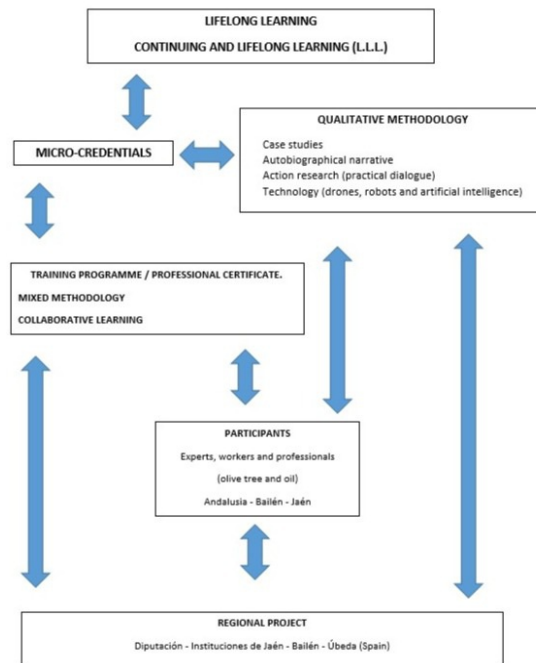 LIFELONG LEARNING
CONTINUING AND LIFELONG LEARNING (L.L.L.)
QUALITATIVE METHODOLOGY
Case studies
Autobiographical narrative
Action research (practical dialogue)
Technology (drones, robots and artificial intelligence)
MICRO-CREDENTIALS
TRAINING PROGRAMME / PROFESSIONAL CERTIFICATE.
MIXED METHODOLOGY
COLLABORATIVE LEARNING
PARTICIPANTS
Experts, workers and professionals
(olive tree and oil)
Andalusia - Bailén - Jaén
REGIONAL PROJECT
Diputación - Instituciones de Jaén - Bailén - Úbeda (Spain)